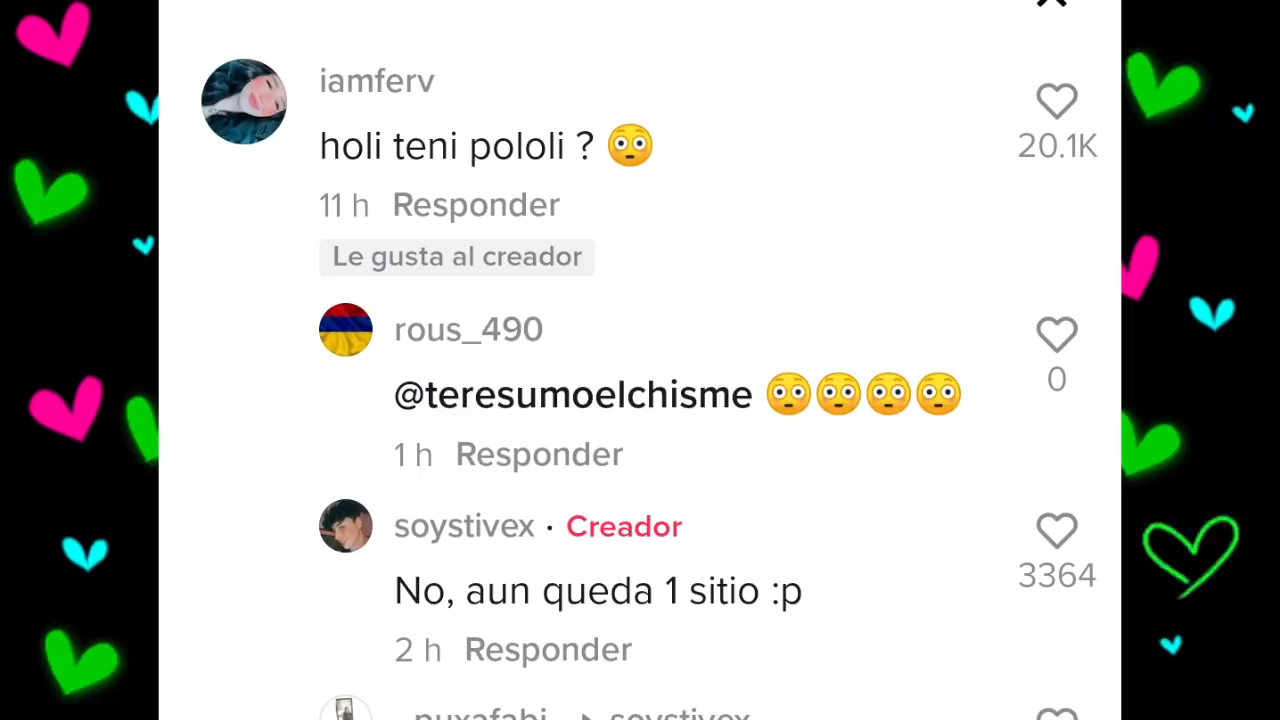 iamferv
holi teni pololi ? 😳
20.1K
11 h Responder
Le gusta al creador
rous_490
@teresumoelchisme 😳😳😳😳
0
1 h Responder
soystivex · Creador
No, aun queda 1 sitio :p
3364
2 h Responder
soystivex